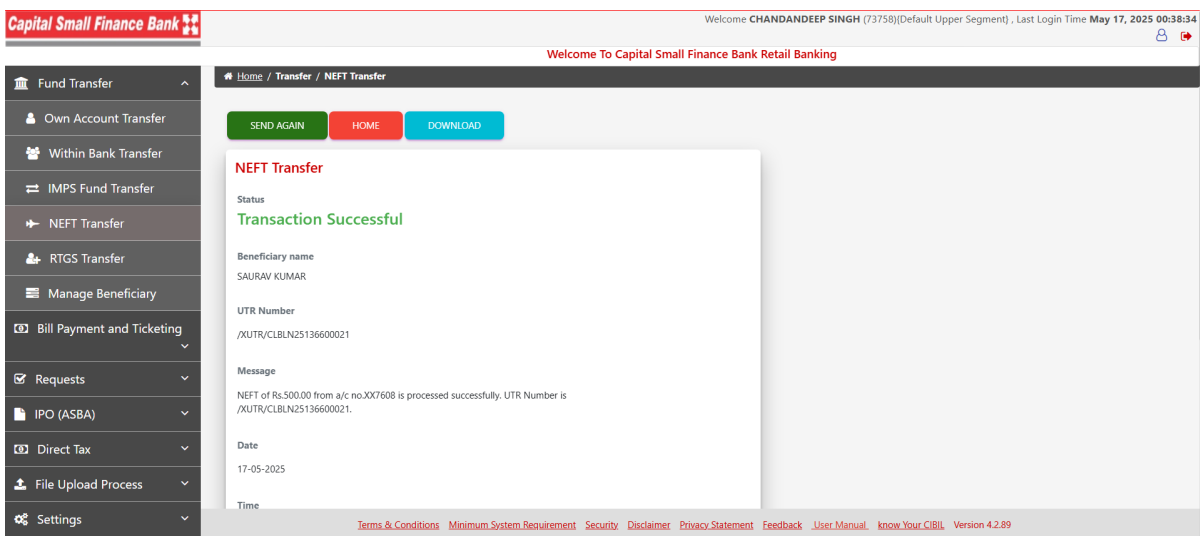 Capital Small Finance Bank
Welcome CHANDANDEEP SINGH (73758)(Default Upper Segment) , Last Login Time May 17, 2025 00:38:34
Welcome To Capital Small Finance Bank Retail Banking
Fund Transfer
Own Account Transfer
Within Bank Transfer
IMPS Fund Transfer
NEFT Transfer
RTGS Transfer
Manage Beneficiary
Bill Payment and Ticketing
Requests
IPO (ASBA)
Direct Tax
File Upload Process
Settings
Home / Transfer / NEFT Transfer
SEND AGAIN
HOME
DOWNLOAD
NEFT Transfer
Status
Transaction Successful
Beneficiary name
SAURAV KUMAR
UTR Number
/XUTR/CLBLN25136600021
Message
NEFT of Rs.500.00 from a/c no.XX7608 is processed successfully. UTR Number is
/XUTR/CLBLN25136600021.
Date
17-05-2025
Time
Terms & Conditions Minimum System Requirement Security Disclaimer Privacy Statement Feedback User Manual know Your CIBIL Version 4.2.89